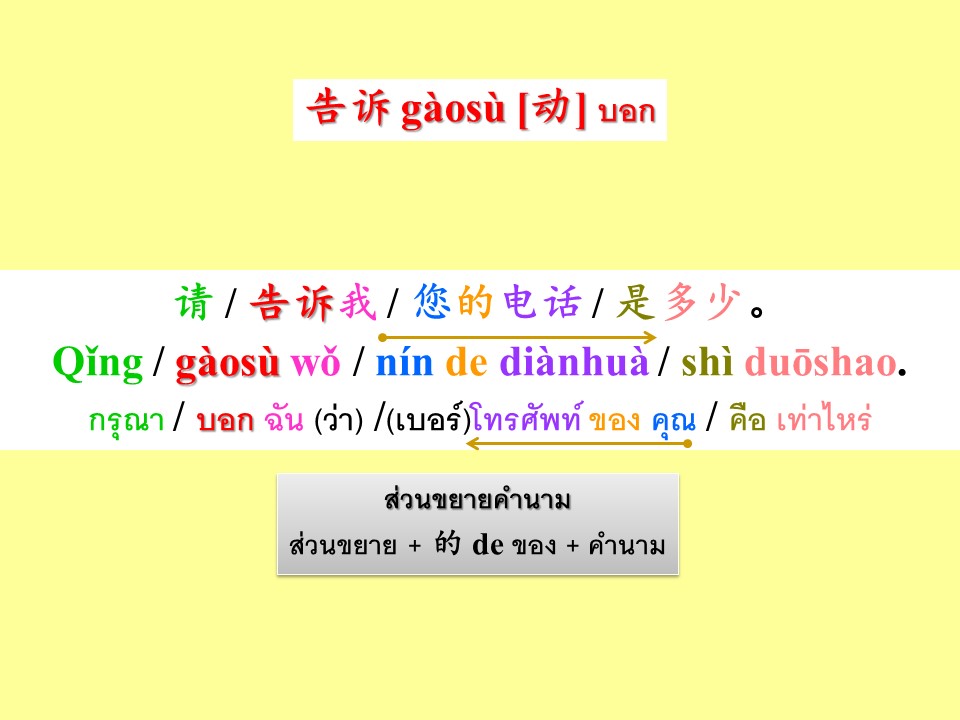 告诉 gàosù [动] บอก
请 / 告诉我 / 您的电话 / 是多少。
Qǐng / gàosù wǒ / nín de diànhuà / shì duōshao.
กรุณา / บอก ฉัน (ว่า) /(เบอร์)โทรศัพท์ ของ คุณ / คือ เท่าไหร่
ส่วนขยายคำนาม
ส่วนขยาย + 的 de ของ + คำนาม